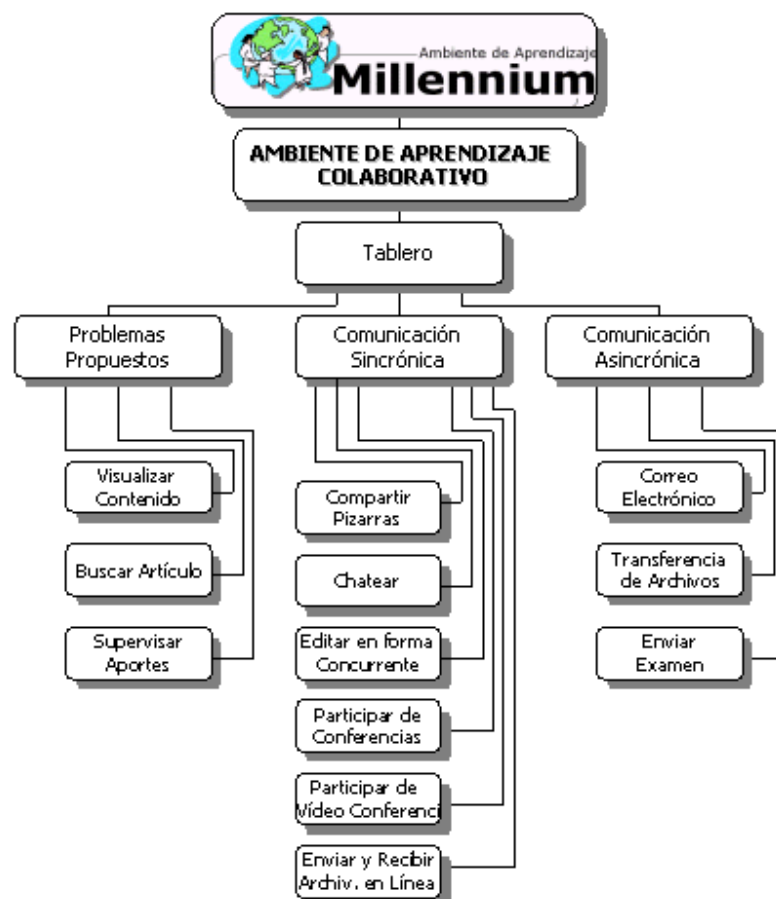 Ambiente de Aprendizaje
Millennium
AMBIENTE DE APRENDIZAJE
COLABORATIVO
Tablero
Problemas
Propuestos
Visualizar
Contenido
Buscar Artículo
Supervisar
Aportes
Comunicación
Sincrónica
Compartir
Pizarras
Chatear
Editar en forma
Concurrente
Participar de
Conferencias
Participar de
Vídeo Conferenci
Enviar y Recibir
Archiv. en Línea
Comunicación
Asincrónica
Correo
Electrónico
Transferencia
de Archivos
Enviar
Examen